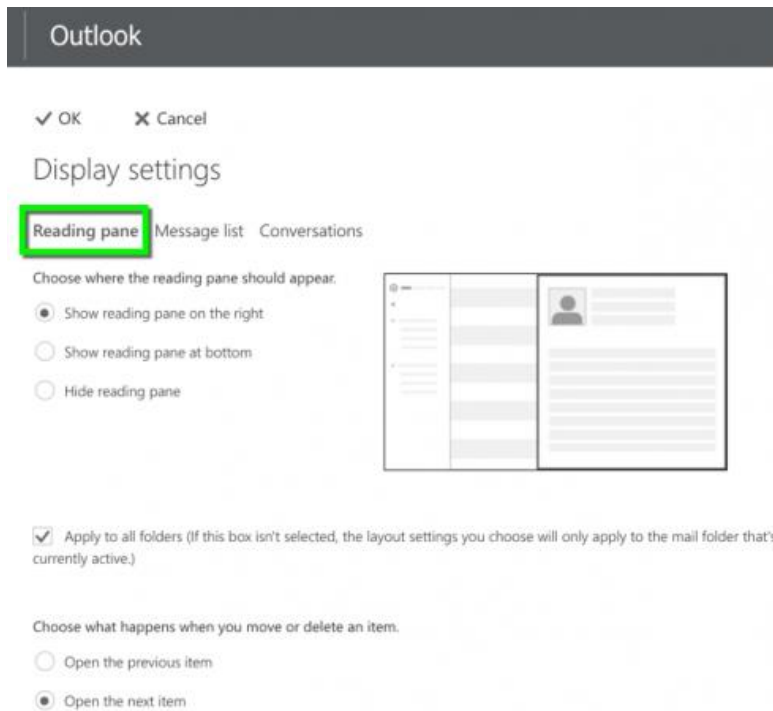 Outlook
OK Cancel
Display settings
Reading pane Message list Conversations
Choose where the reading pane should appear.
Show reading pane on the right
Show reading pane at bottom
Hide reading pane
Apply to all folders (If this box isn't selected, the layout settings you choose will only apply to the mail folder that's
currently active.)
Choose what happens when you move or delete an item.
Open the previous item
Open the next item